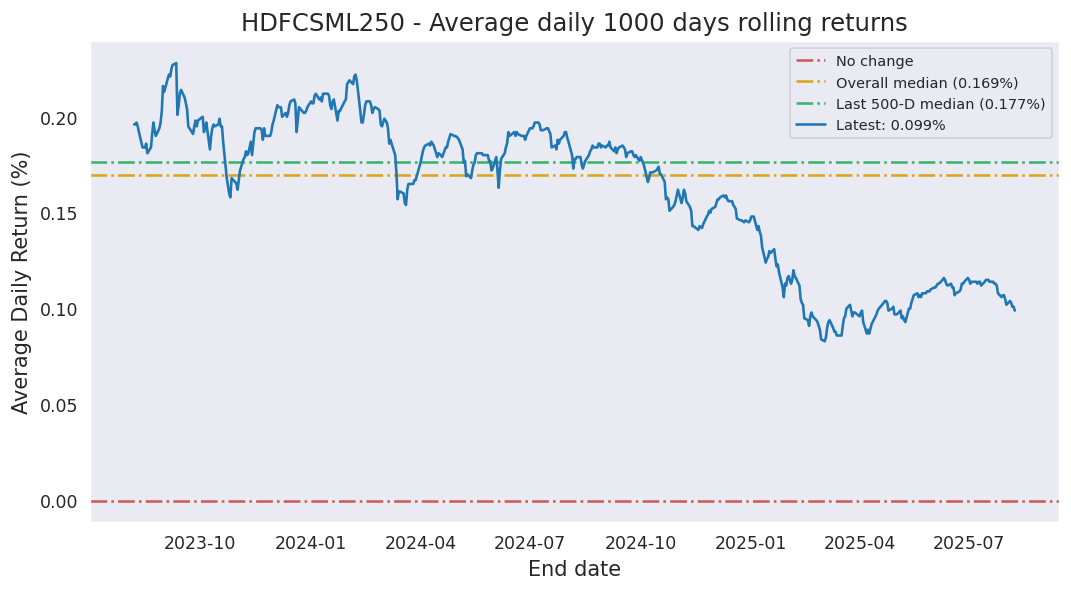 HDFCSML250 - Average daily 1000 days rolling returns
No change
Overall median (0.169%)
Last 500-D median (0.177%)
Latest: 0.099%
Average Daily Return (%)
0.20
0.15
0.10
0.05
0.00
2023-10 2024-01 2024-04 2024-07 2024-10 2025-01 2025-04 2025-07
End date